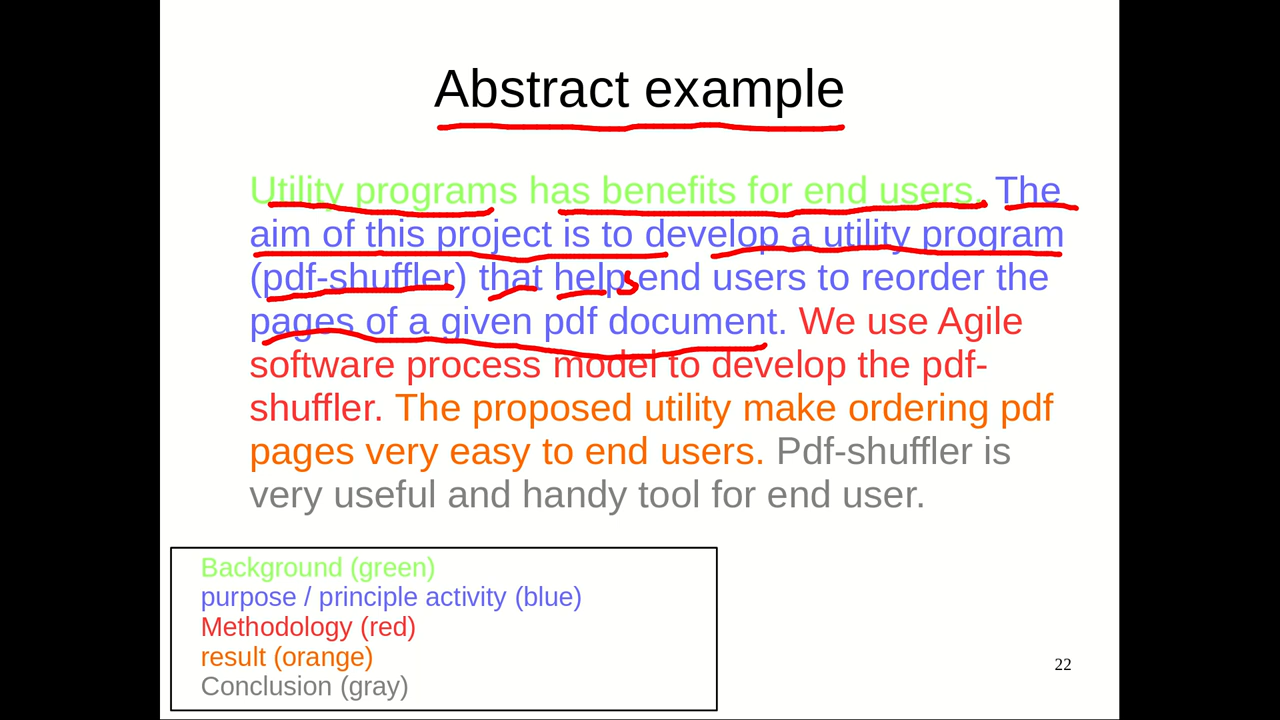 Abstract example
Utility programs has benefits for end users. The
aim of this project is to develop a utility program
(pdf-shuffler) that helps end users to reorder the
pages of a given pdf document. We use Agile
software process model to develop the pdf-
shuffler. The proposed utility make ordering pdf
pages very easy to end users. Pdf-shuffler is
very useful and handy tool for end user.
Background (green)
purpose / principle activity (blue)
Methodology (red)
result (orange)
Conclusion (gray)
22